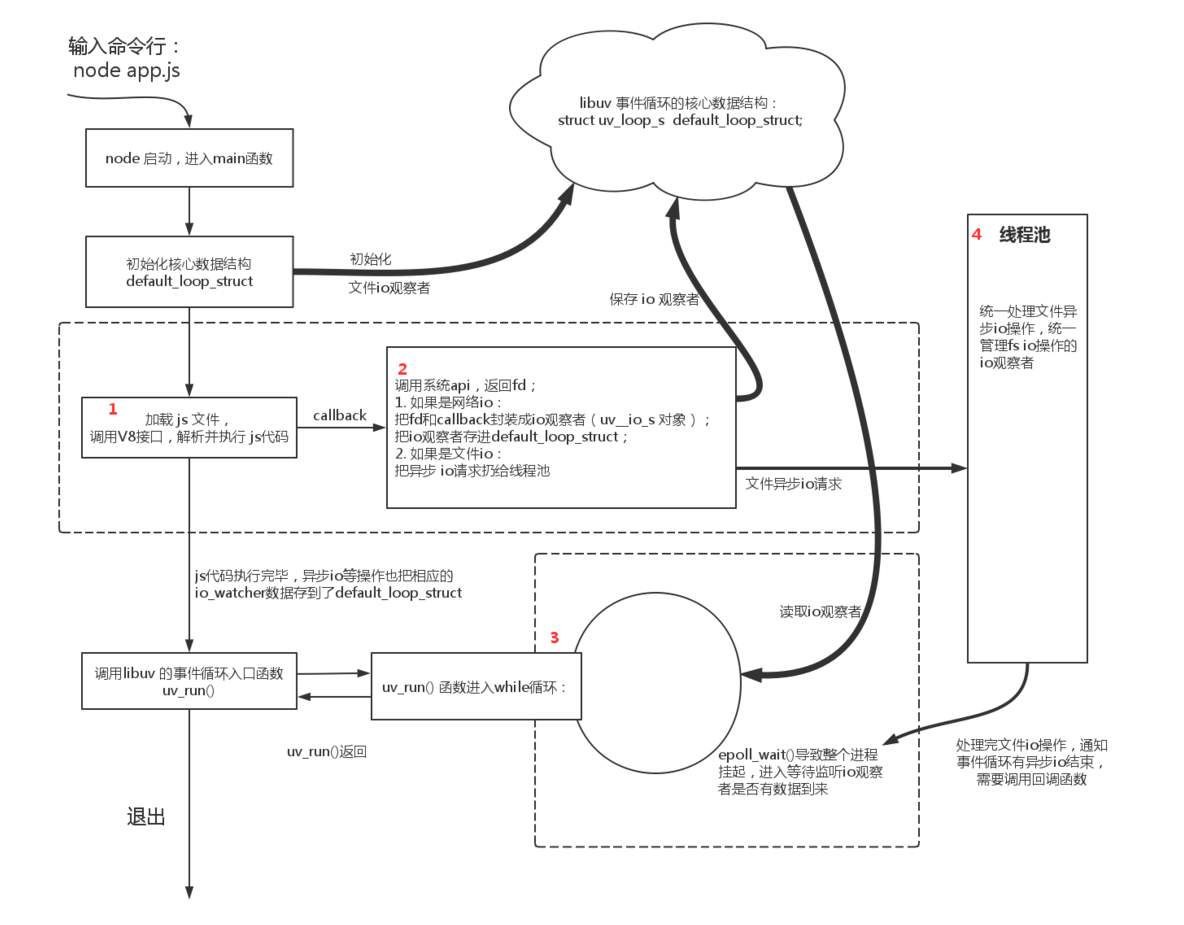 输入命令行：
node app.js
libuv 事件循环的核心数据结构：
struct uv_loop_s default_loop_struct;
node 启动，进入main函数
4 线程池
初始化核心数据结构
default_loop_struct
初始化
文件io观察者
保存 io 观察者
统一处理文件异
步io操作，统一
管理fs io操作的
io观察者
1
加载 js 文件，
调用V8接口，解析并执行 js代码
callback
2
调用系统api，返回fd；
1. 如果是网络io：
把fd和callback封装成io观察者（uv__io_s 对象）；
把io观察者存进default_loop_struct；
2. 如果是文件io：
把异步 io请求扔给线程池
文件异步io请求
js代码执行完毕，异步io等操作也把相应的
io_watcher数据存到了default_loop_struct
读取io观察者
3
调用libuv 的事件循环入口函数
uv_run()
uv_run() 函数进入while循环：
uv_run()返回
epoll_wait()导致整个进程
挂起，进入等待监听io观察
者是否有数据到来
处理完文件io操作，通知
事件循环有异步io结束，
需要调用回调函数
退出